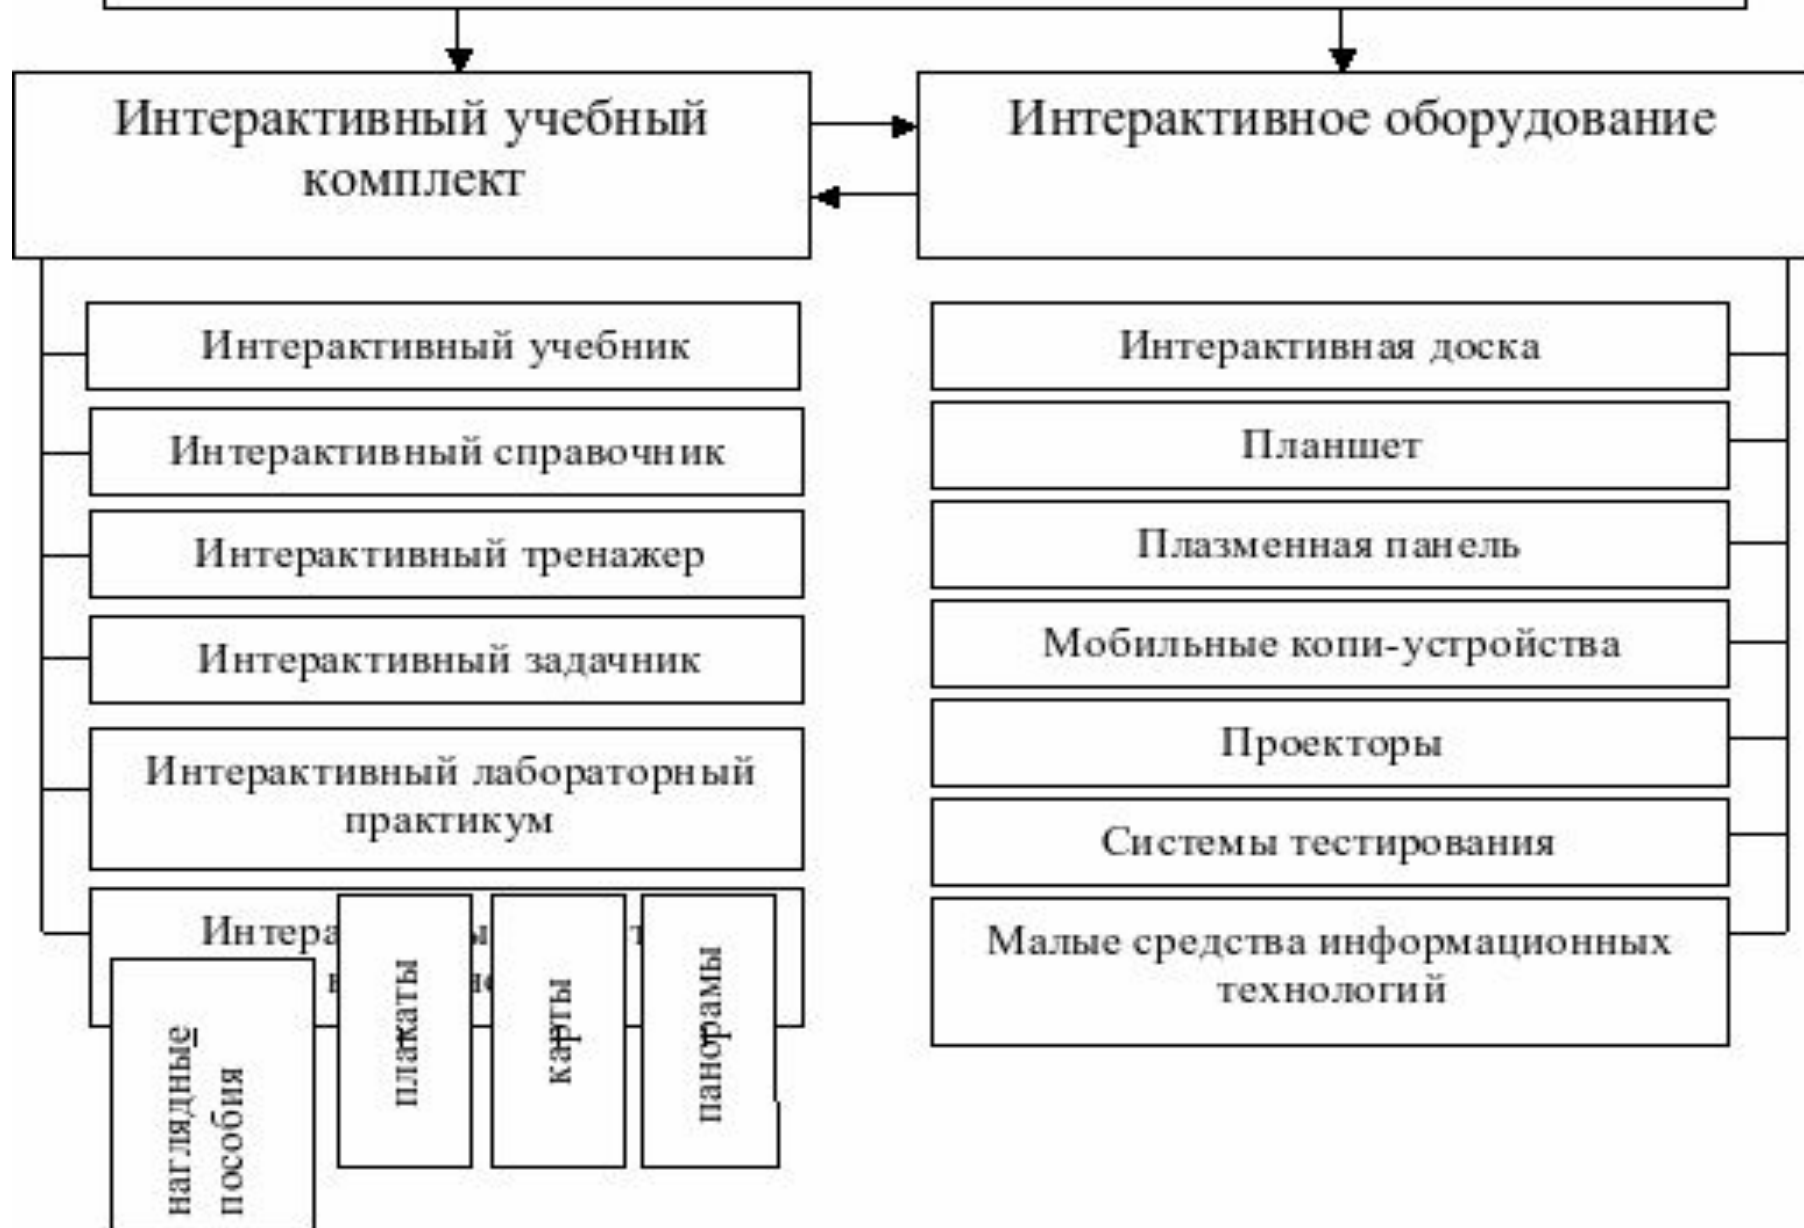 Интерактивный учебный
комплект
Интерактивный учебник
Интерактивный справочник
Интерактивный тренажер
Интерактивный задачник
Интерактивный лабораторный
практикум
наглядные
пособия
плакаты
карты
панорамы
Интерактивное оборудование
Интерактивная доска
Планшет
Плазменная панель
Мобильные копи-устройства
Проекторы
Системы тестирования
Малые средства информационных
технологий